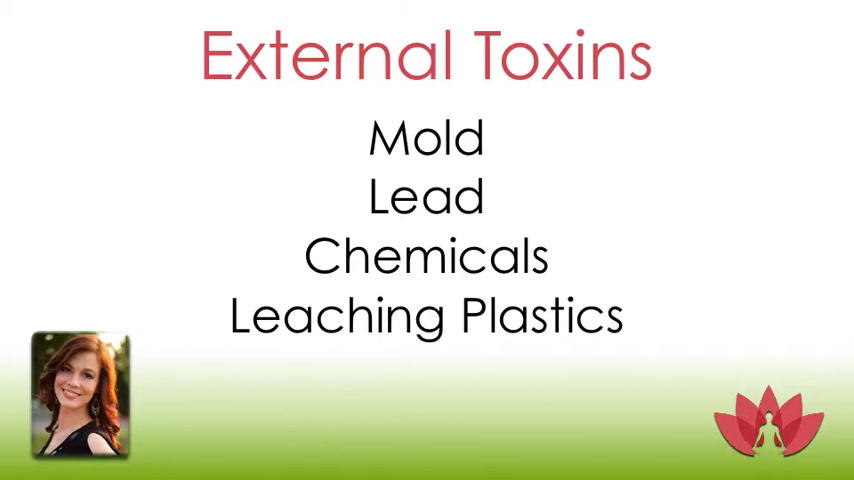 External Toxins
Mold
Lead
Chemicals
Leaching Plastics